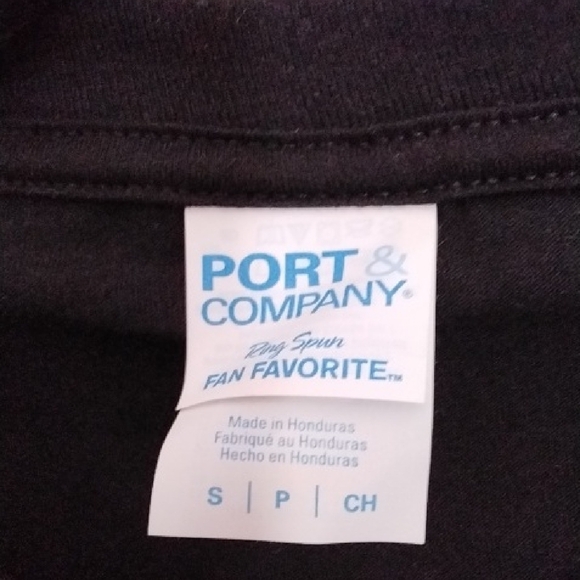 PORT &
COMPANY®
Ring Spun
FAN FAVORITE™
Made in Honduras
Fabriqué au Honduras
Hecho en Honduras
S | P | CH